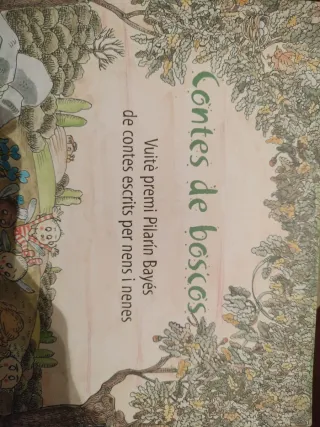 Contes de boscos
Vuitè premi Pilarín Bayés
de contes escrits per nens i nenes